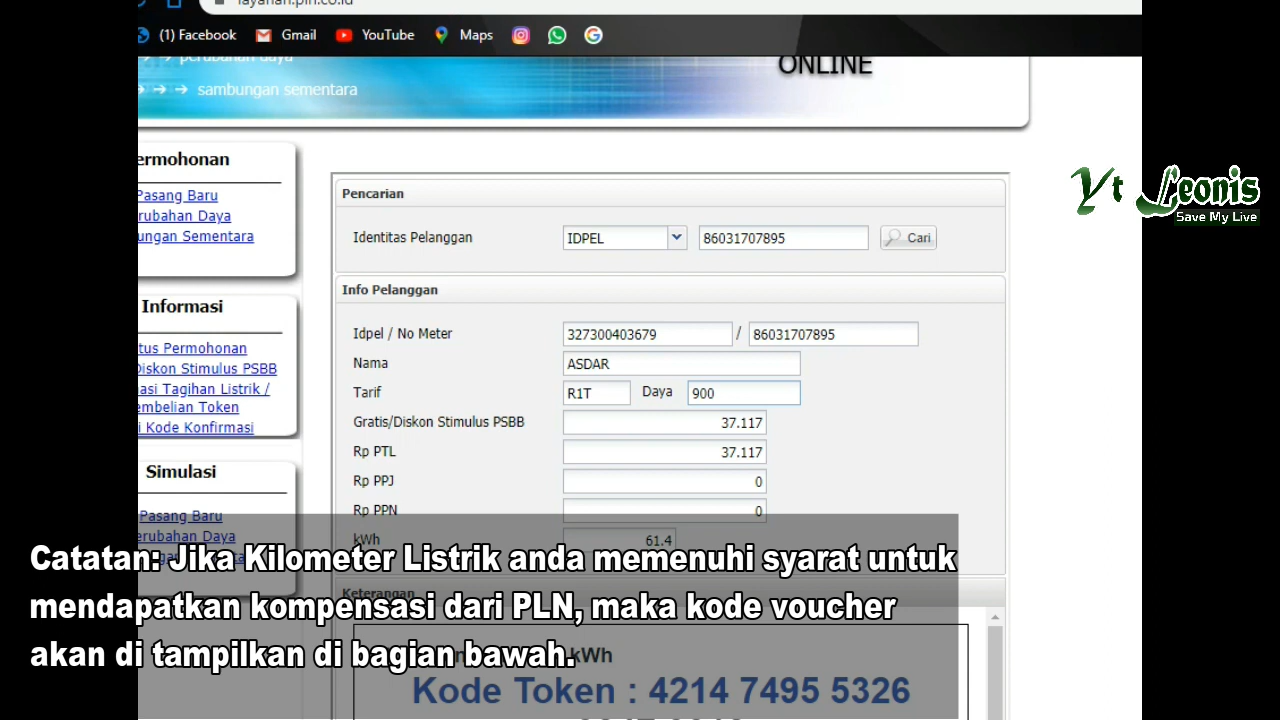 (1) Facebook Gmail YouTube Maps
ONLINE
sambungan sementara
Yt Leonis
Save My Live
ermohonan
Pasang Baru
rubahan Daya
ungan Sementara
Informasi
tus Permohonan
Diskon Stimulus PSBB
asi Tagihan Listrik /
embelian Token
i Kode Konfirmasi
Simulasi
Pasang Baru
erubahan Daya
Pencarian
Identitas Pelanggan IDPEL 86031707895 Cari
Info Pelanggan
Idpel / No Meter 327300403679 / 86031707895
Nama ASDAR
Tarif R1T Daya 900
Gratis/Diskon Stimulus PSBB 37.117
Rp PTL 37.117
Rp PPJ 0
Rp PPN 0
kWh 61.4
Keterangan
kWh
Kode Token : 4214 7495 5326
Catatan: Jika Kilometer Listrik anda memenuhi syarat untuk
mendapatkan kompensasi dari PLN, maka kode voucher
akan di tampilkan di bagian bawah.